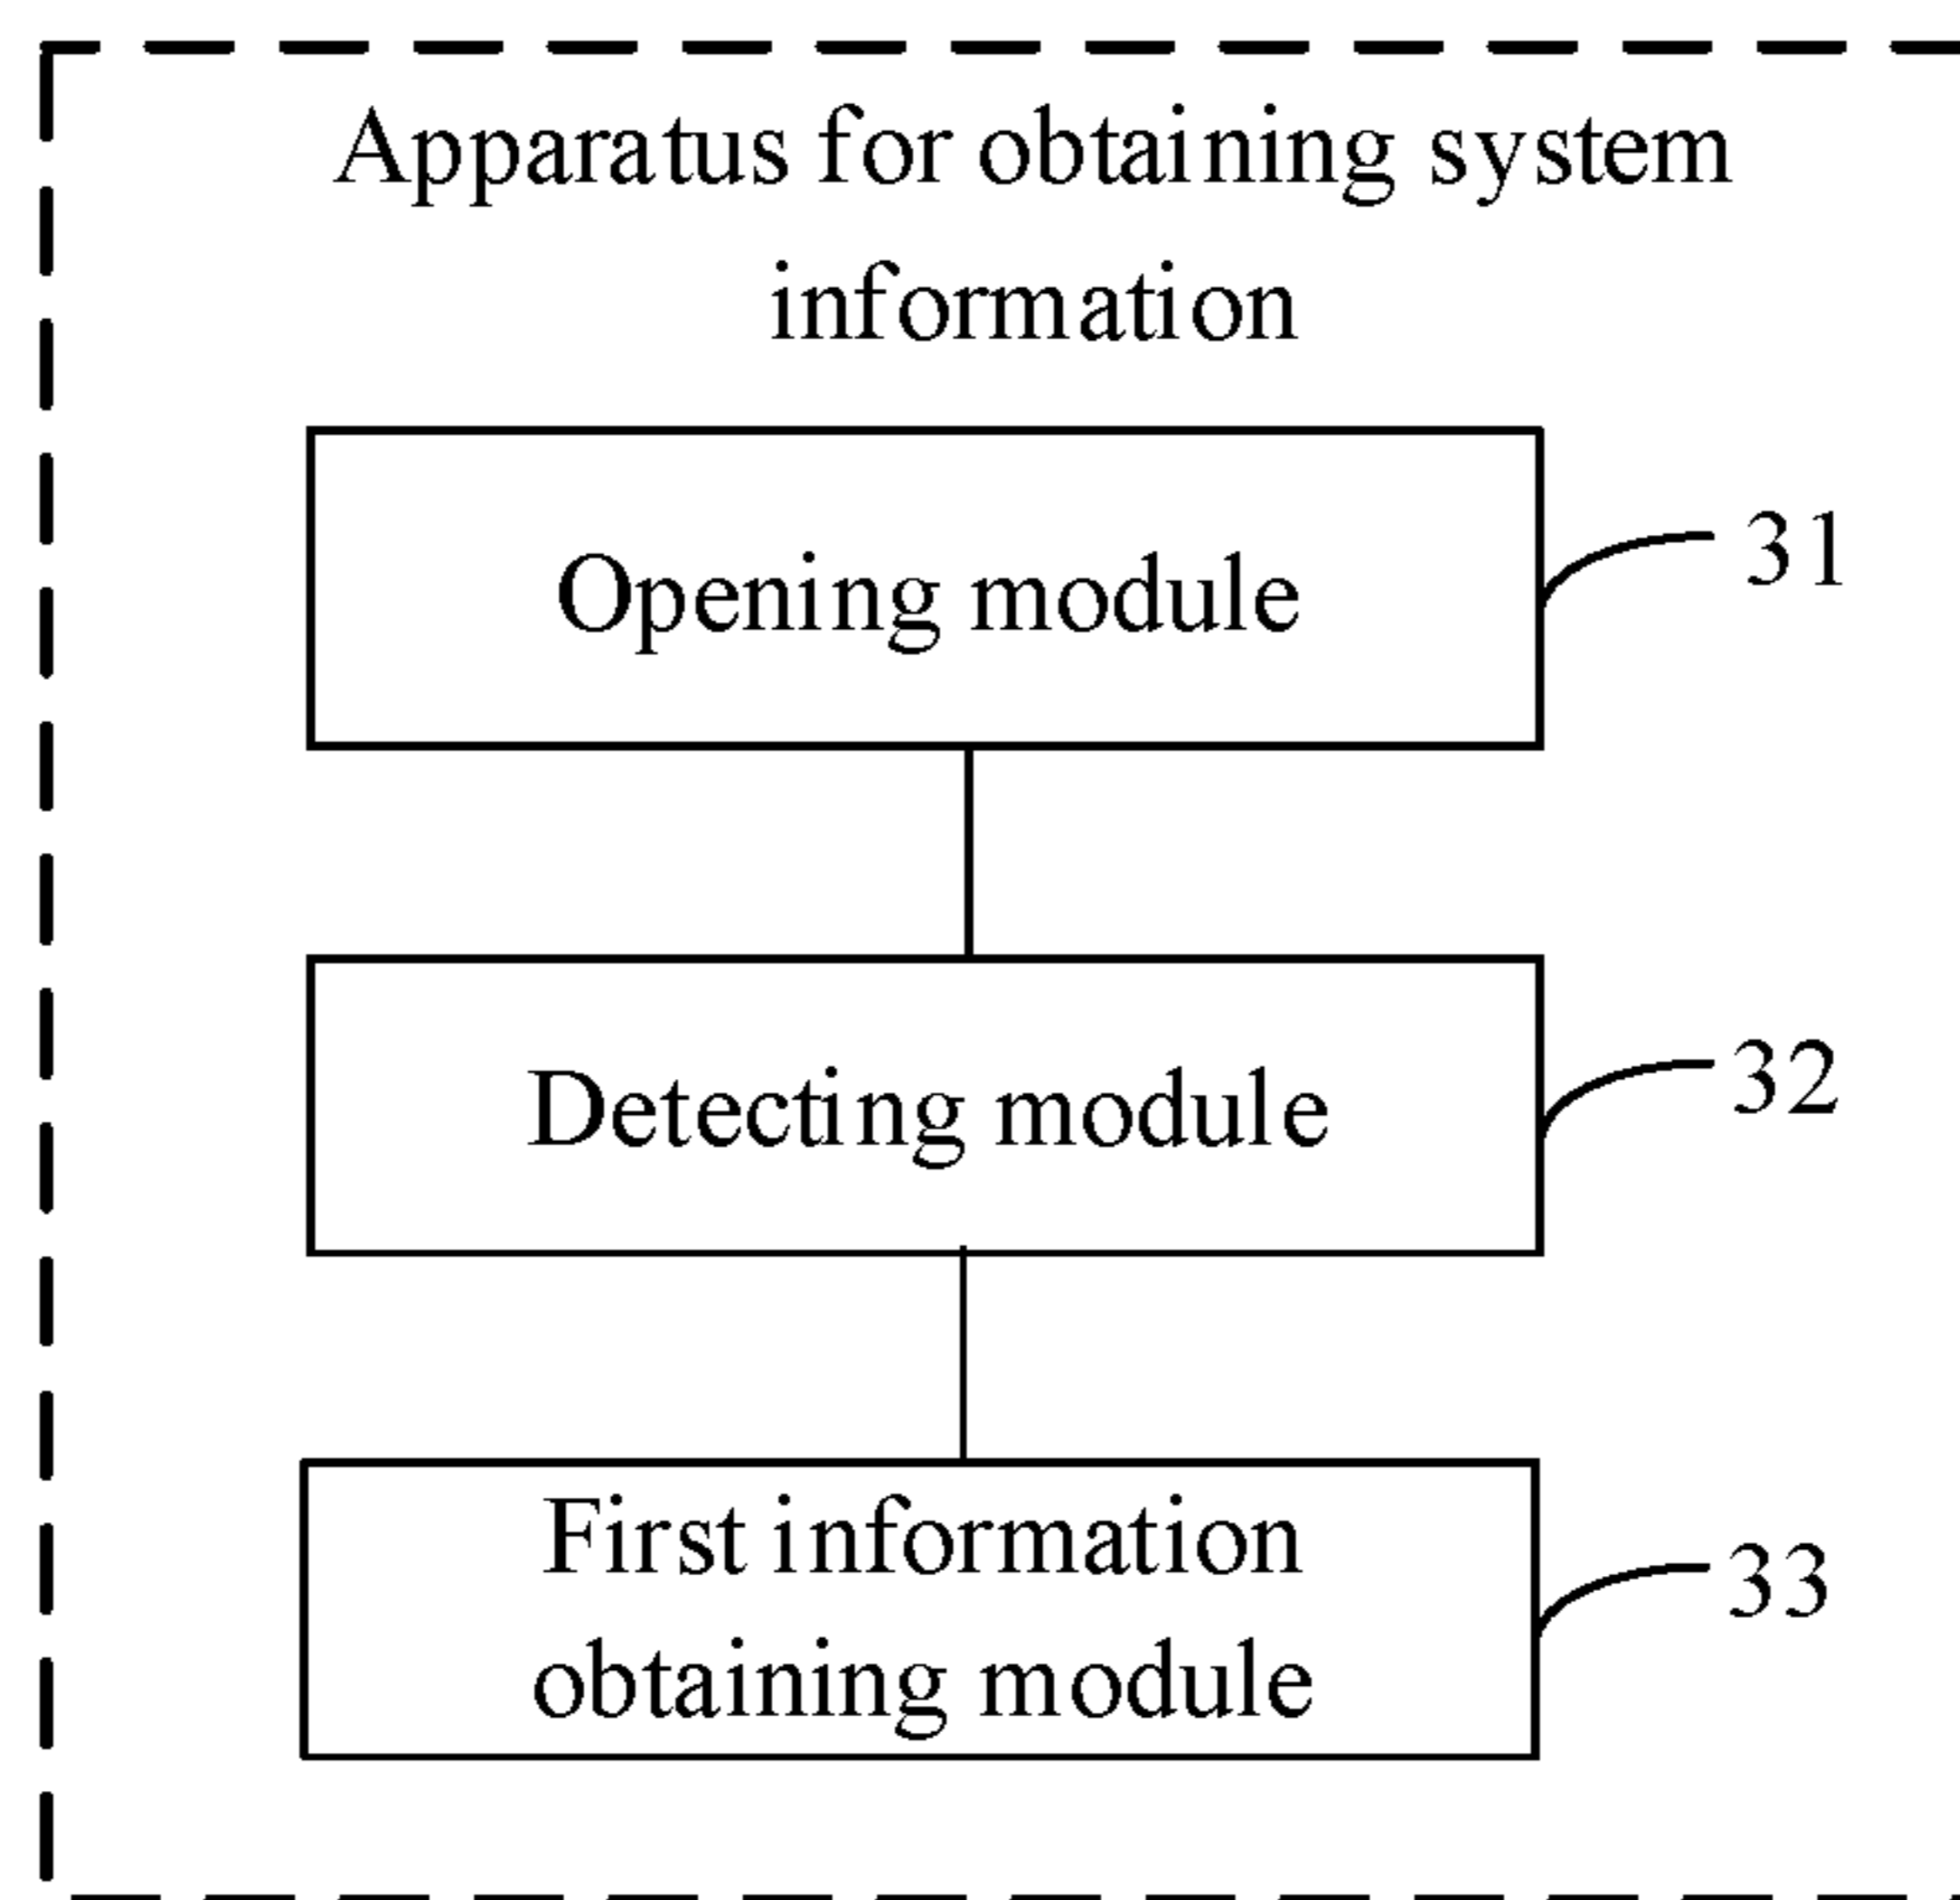 Apparatus for obtaining system
information
Opening module
31
Detecting module
32
First information
obtaining module
33